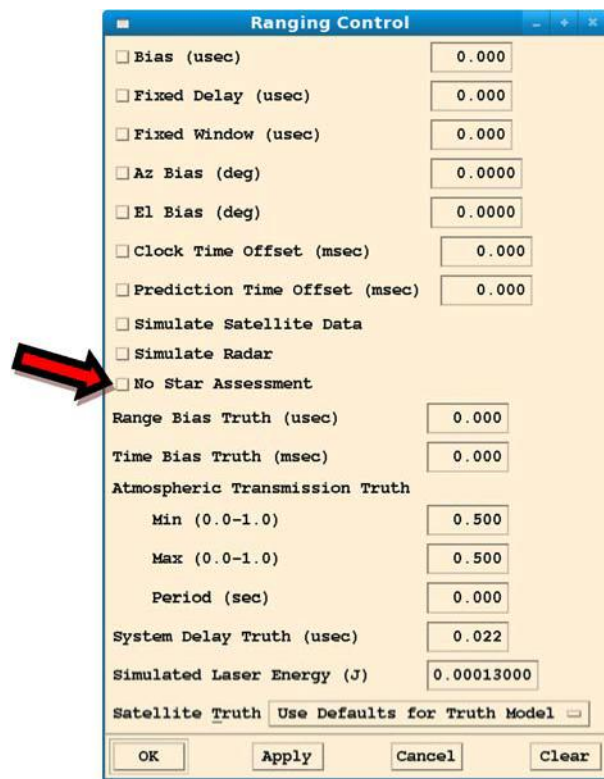 Ranging Control
Bias (usec) 0.000
Fixed Delay (usec) 0.000
Fixed Window (usec) 0.000
Az Bias (deg) 0.0000
El Bias (deg) 0.0000
Clock Time Offset (msec) 0.000
Prediction Time Offset (msec) 0.000
Simulate Satellite Data
Simulate Radar
No Star Assessment
Range Bias Truth (usec) 0.000
Time Bias Truth (msec) 0.000
Atmospheric Transmission Truth
Min (0.0-1.0) 0.500
Max (0.0-1.0) 0.500
Period (sec) 0.000
System Delay Truth (usec) 0.022
Simulated Laser Energy (J) 0.00013000
Satellite Truth Use Defaults for Truth Model
OK Apply Cancel Clear